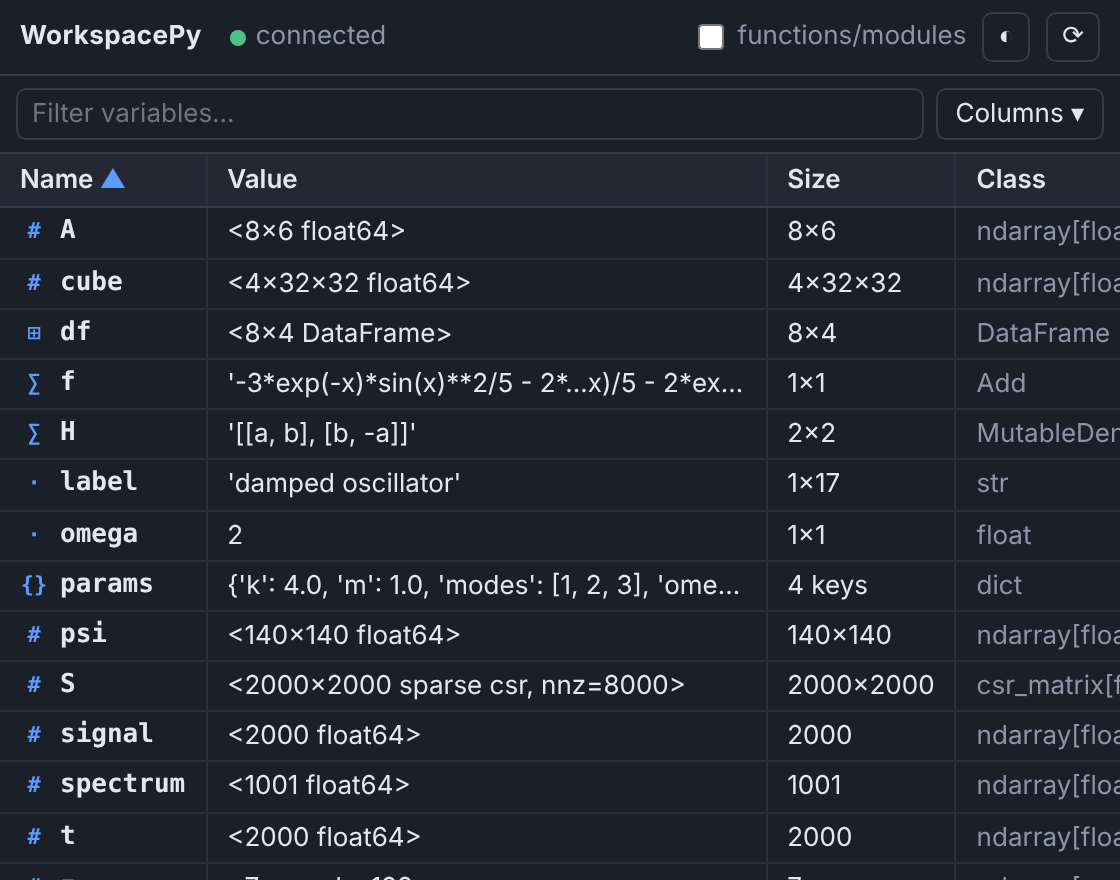 WorkspacePy ● connected functions/modules ◐ ⟳
Filter variables... Columns ▾
Name ▲ Value Size Class
# A <8×6 float64> 8×6 ndarray[floa
# cube <4×32×32 float64> 4×32×32 ndarray[floa
⊞ df <8×4 DataFrame> 8×4 DataFrame
∑ f '-3*exp(-x)*sin(x)**2/5 - 2*...x)/5 - 2*ex... 1×1 Add
∑ H '[[a, b], [b, -a]]' 2×2 MutableDen
· label 'damped oscillator' 1×17 str
· omega 2 1×1 float
{} params {'k': 4.0, 'm': 1.0, 'modes': [1, 2, 3], 'ome... 4 keys dict
# psi <140×140 float64> 140×140 ndarray[floa
# S <2000×2000 sparse csr, nnz=8000> 2000×2000 csr_matrix[f
# signal <2000 float64> 2000 ndarray[floa
# spectrum <1001 float64> 1001 ndarray[floa
# t <2000 float64> 2000 ndarray[floa